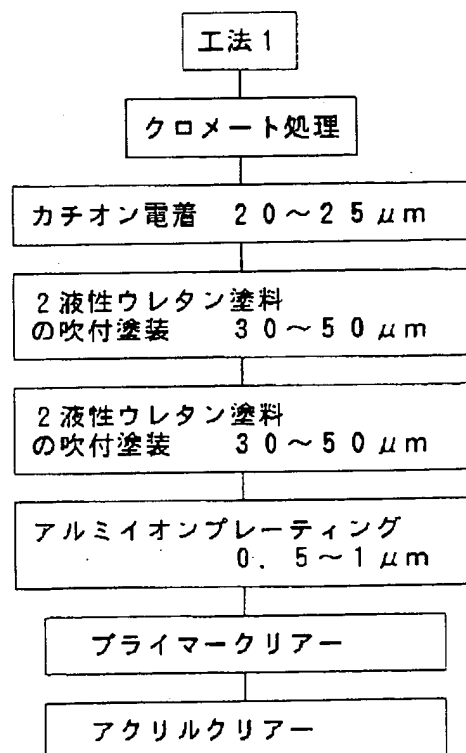 工法1
クロメート処理
カチオン電着 20～25μm
2液性ウレタン塗料
の吹付塗装 30～50μm
2液性ウレタン塗料
の吹付塗装 30～50μm
アルミイオンプレーティング
0.5～1μm
プライマークリアー
アクリルクリアー